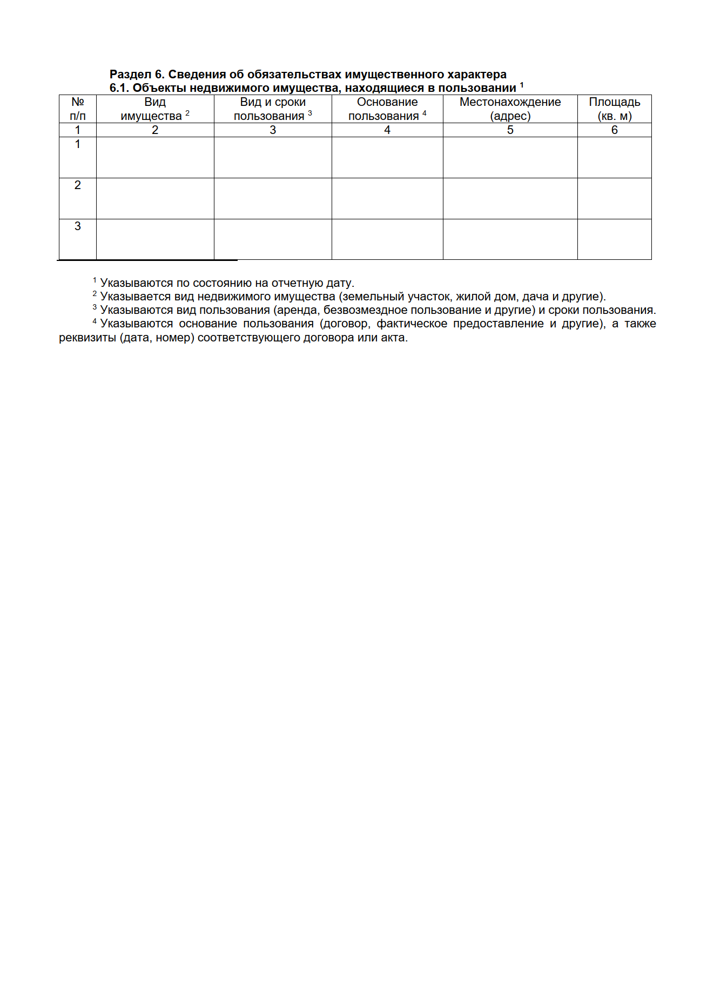 Раздел 6. Сведения об обязательствах имущественного характера
6.1. Объекты недвижимого имущества, находящиеся в пользовании 1
№ п/п Вид имущества 2 Вид и сроки пользования 3 Основание пользования 4 Местонахождение (адрес) Площадь (кв. м)
1 2 3 4 5 6
1
2
3
1 Указываются по состоянию на отчетную дату.
2 Указывается вид недвижимого имущества (земельный участок, жилой дом, дача и другие).
3 Указываются вид пользования (аренда, безвозмездное пользование и другие) и сроки пользования.
4 Указываются основание пользования (договор, фактическое предоставление и другие), а также
реквизиты (дата, номер) соответствующего договора или акта.